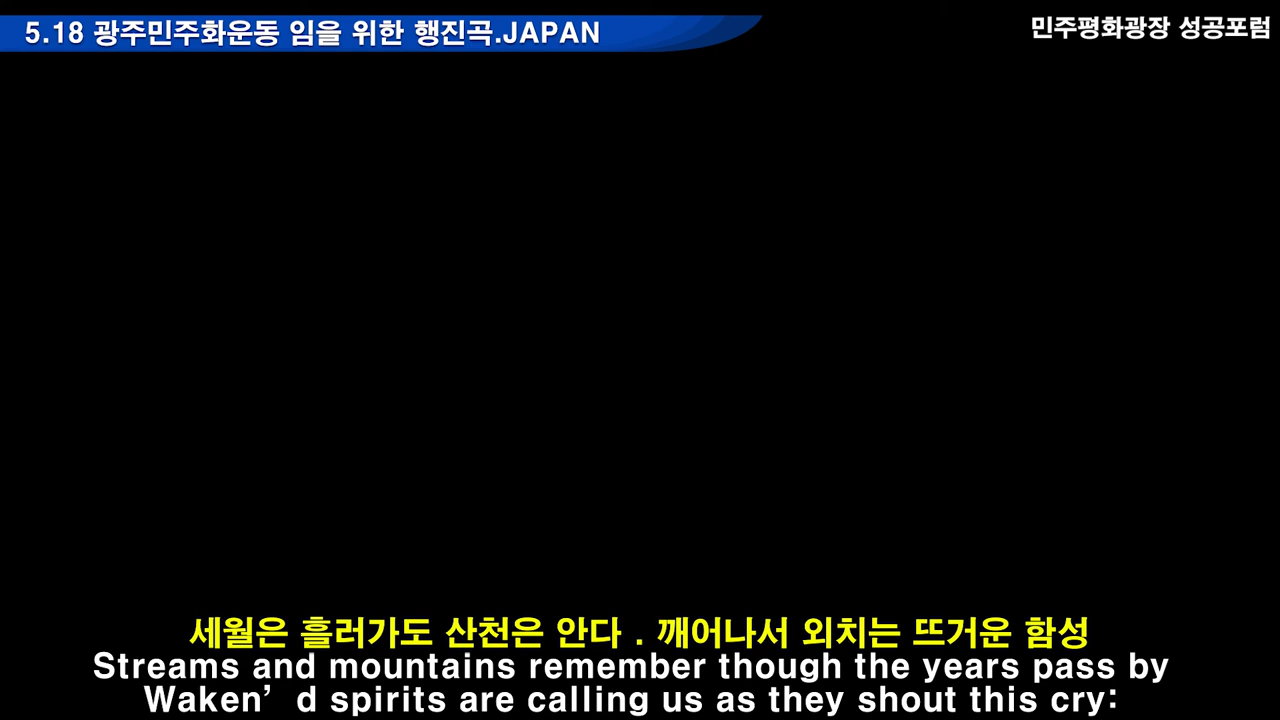 5.18 광주민주화운동 임을 위한 행진곡.JAPAN
민주평화광장 성공포럼
세월은 흘러가도 산천은 안다 . 깨어나서 외치는 뜨거운 함성
Streams and mountains remember though the years pass by
Waken’d spirits are calling us as they shout this cry: